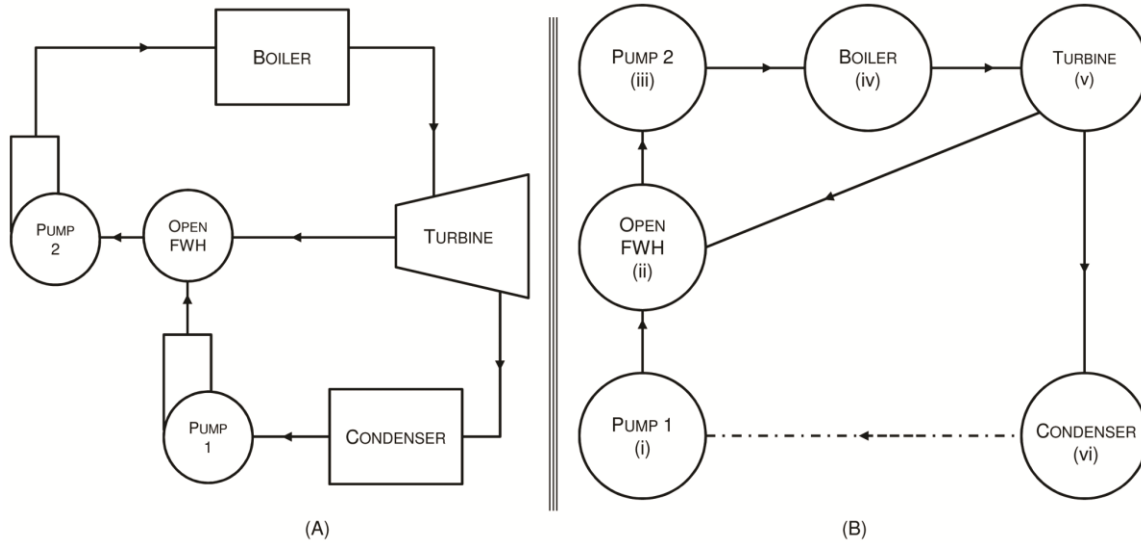 BOILER
PUMP
2
OPEN
FWH
TURBINE
PUMP
1
CONDENSER
(A)
PUMP 2
(iii)
BOILER
(iv)
TURBINE
(v)
OPEN
FWH
(ii)
PUMP 1
(i)
CONDENSER
(vi)
(B)